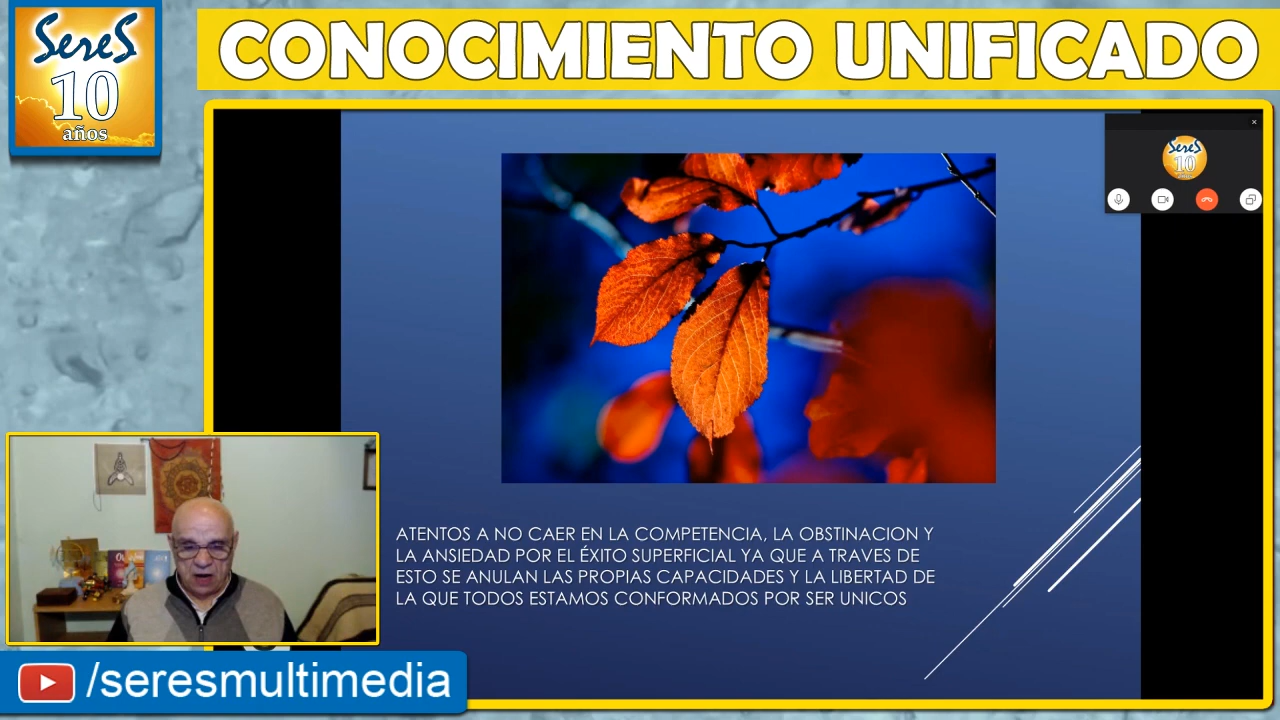 SereS
10
años
CONOCIMIENTO UNIFICADO
SereS
10
ATENTOS A NO CAER EN LA COMPETENCIA, LA OBSTINACION Y
LA ANSIEDAD POR EL ÉXITO SUPERFICIAL YA QUE A TRAVES DE
ESTO SE ANULAN LAS PROPIAS CAPACIDADES Y LA LIBERTAD DE
LA QUE TODOS ESTAMOS CONFORMADOS POR SER UNICOS
/seresmultimedia